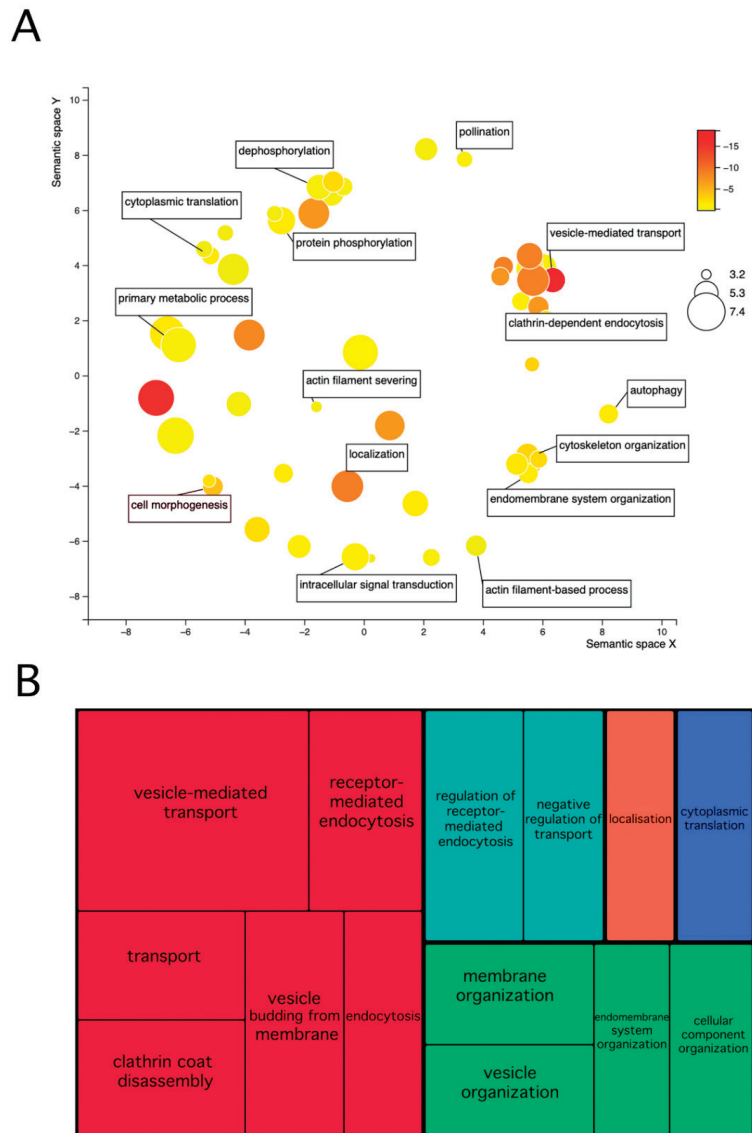 A
Semantic space Y
10
8
6
4
2
0
-2
-4
-6
-8
-8
-6
-4
-2
0
2
4
6
8
10
Semantic space X
pollination
dephosphorylation
cytoplasmic translation
protein phosphorylation
vesicle-mediated transport
primary metabolic process
clathrin-dependent endocytosis
actin filament severing
autophagy
localization
cytoskeleton organization
cell morphogenesis
endomembrane system organization
intracellular signal transduction
actin filament-based process
-15
-10
-5
3.2
5.3
7.4
B
vesicle-mediated
transport
receptor-
mediated
endocytosis
transport
clathrin coat
disassembly
vesicle
budding from
membrane
endocytosis
regulation of
receptor-
mediated
endocytosis
negative
regulation of
transport
localisation
cytoplasmic
translation
membrane
organization
vesicle
organization
endomembrane
system
organization
cellular
component
organization